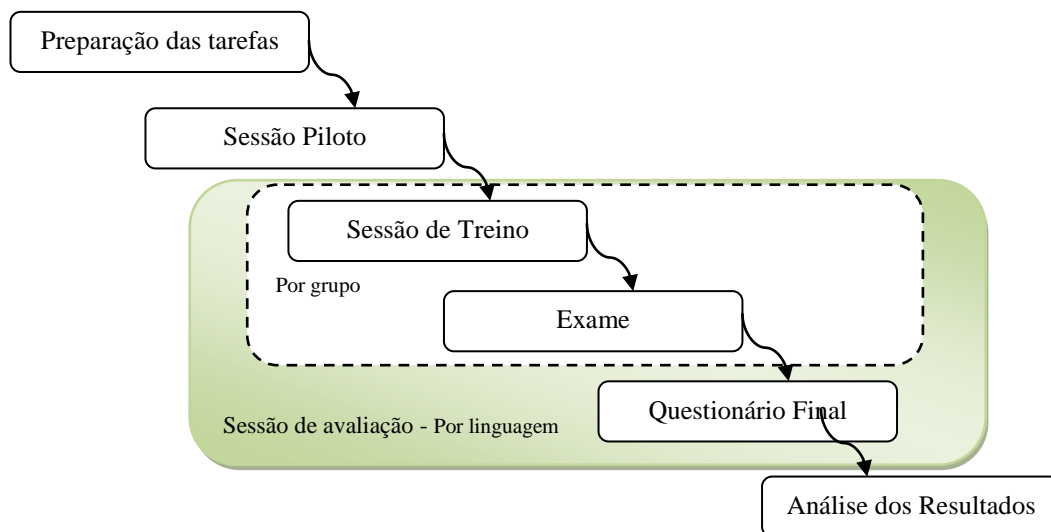 Preparação das tarefas
Sessão Piloto
Sessão de Treino
Por grupo
Exame
Questionário Final
Sessão de avaliação - Por linguagem
Análise dos Resultados